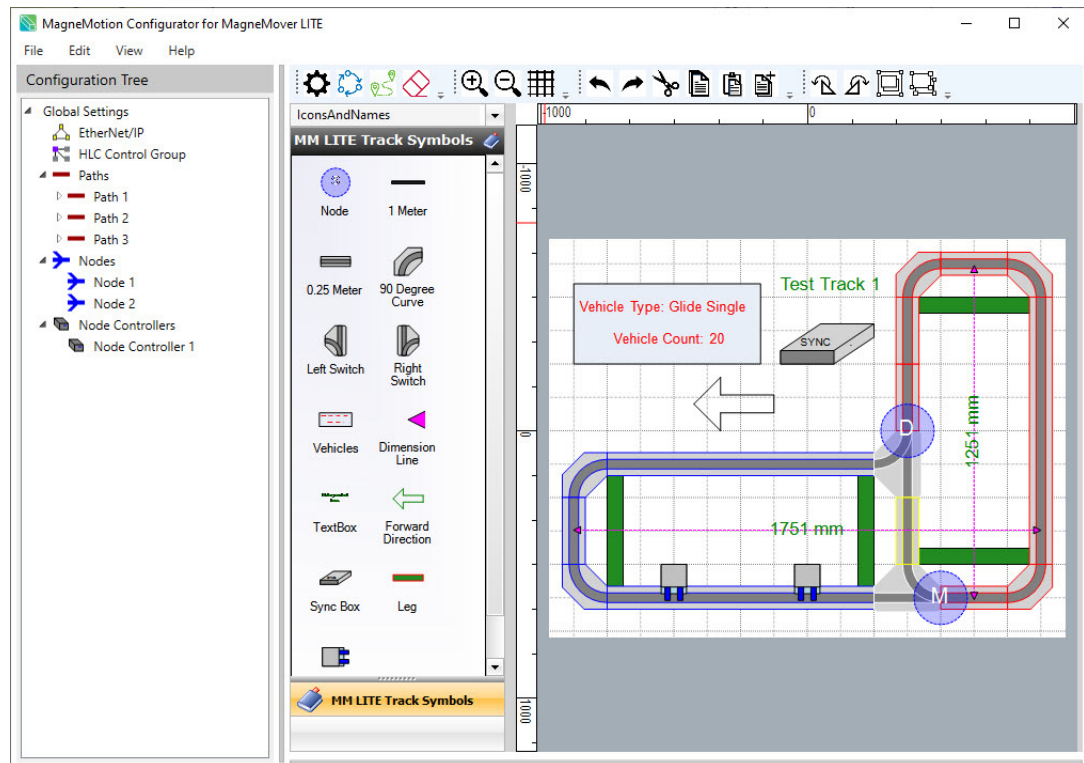 MagneMotion Configurator for MagneMover LITE
File Edit View Help
Configuration Tree
Global Settings
EtherNet/IP
HLC Control Group
Paths
Path 1
Path 2
Path 3
Nodes
Node 1
Node 2
Node Controllers
Node Controller 1
IconsAndNames
MM LITE Track Symbols
Node
1 Meter
0.25 Meter
90 Degree
Curve
Left Switch
Right
Switch
Vehicles
Dimension
Line
TextBox
Forward
Direction
Sync Box
Leg
MM LITE Track Symbols
-1000
0
-1000
0
1000
Test Track 1
Vehicle Type: Glide Single
Vehicle Count: 20
SYNC
D
1251 mm
1751 mm
M